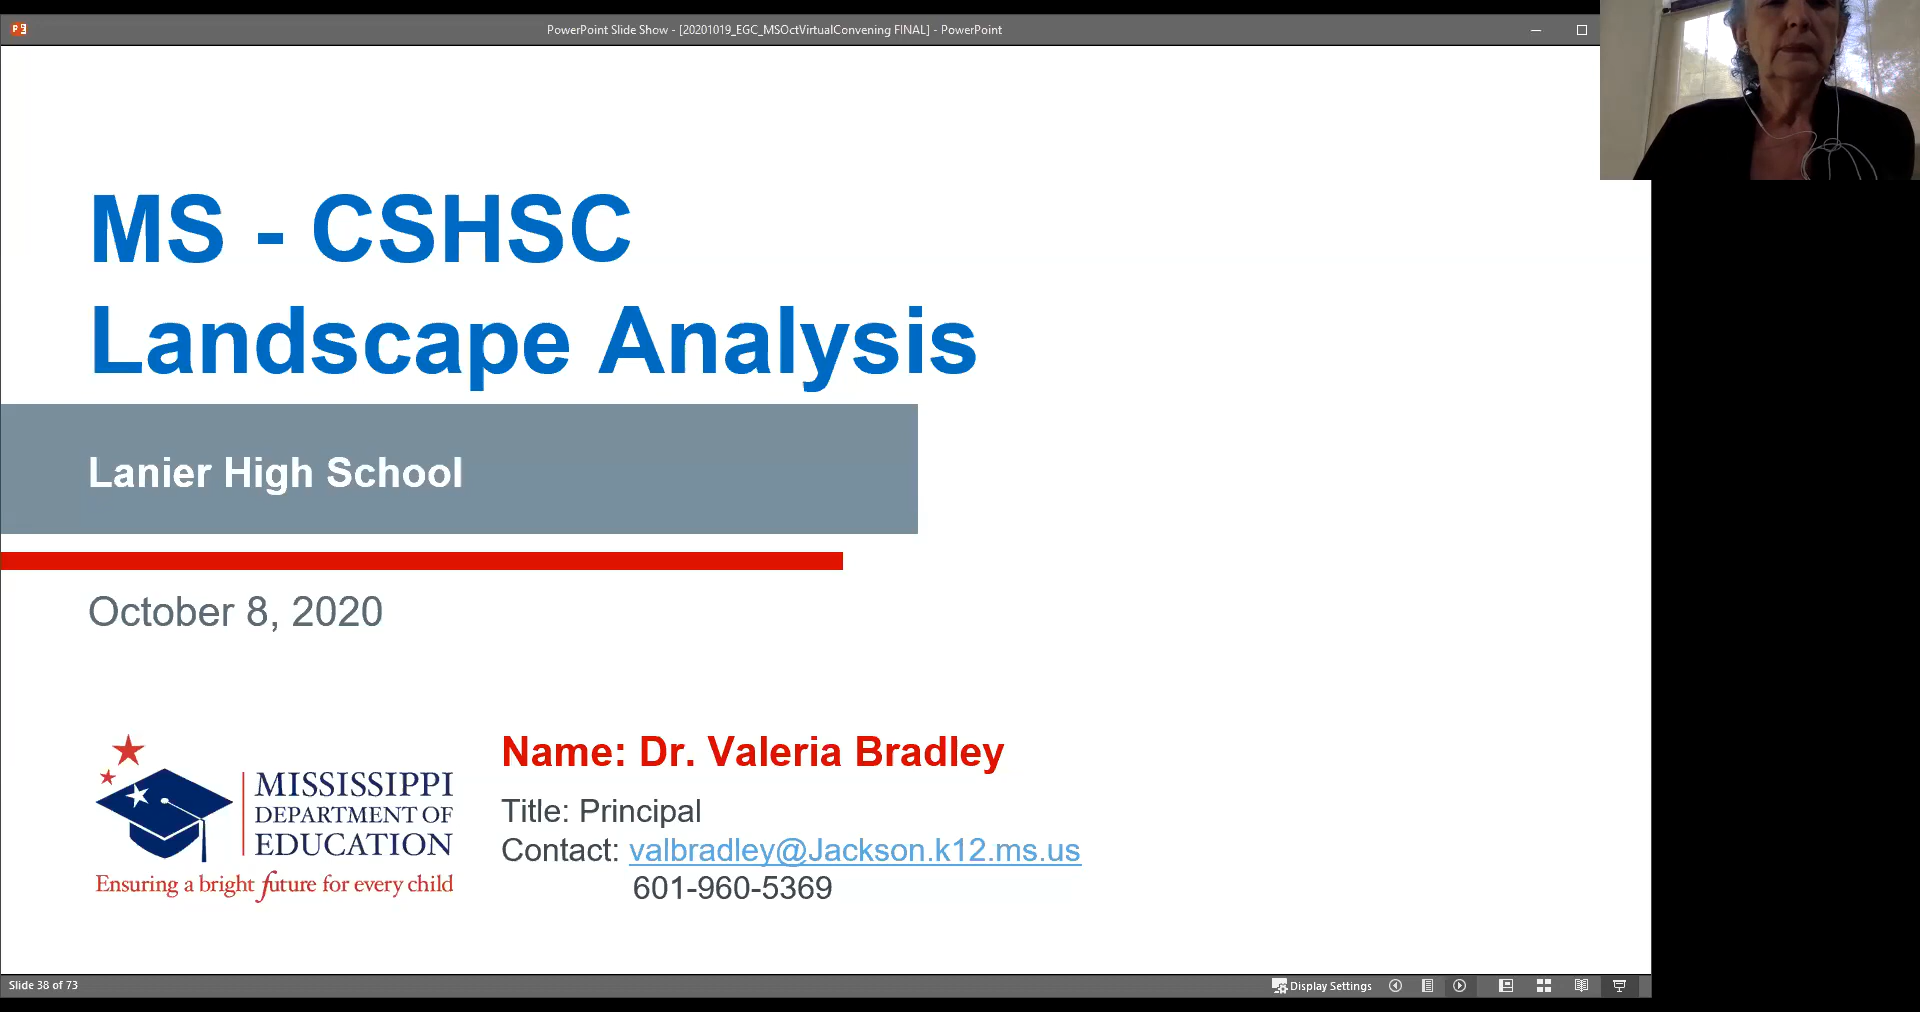 PowerPoint Slide Show - [20201019_EGC_MSOctVirtualConvening FINAL] - PowerPoint
MS - CSHSC
Landscape Analysis
Lanier High School
October 8, 2020
MISSISSIPPI
DEPARTMENT OF
EDUCATION
Ensuring a bright future for every child
Name: Dr. Valeria Bradley
Title: Principal
Contact: valbradley@Jackson.k12.ms.us
601-960-5369
Slide 38 of 73
Display Settings